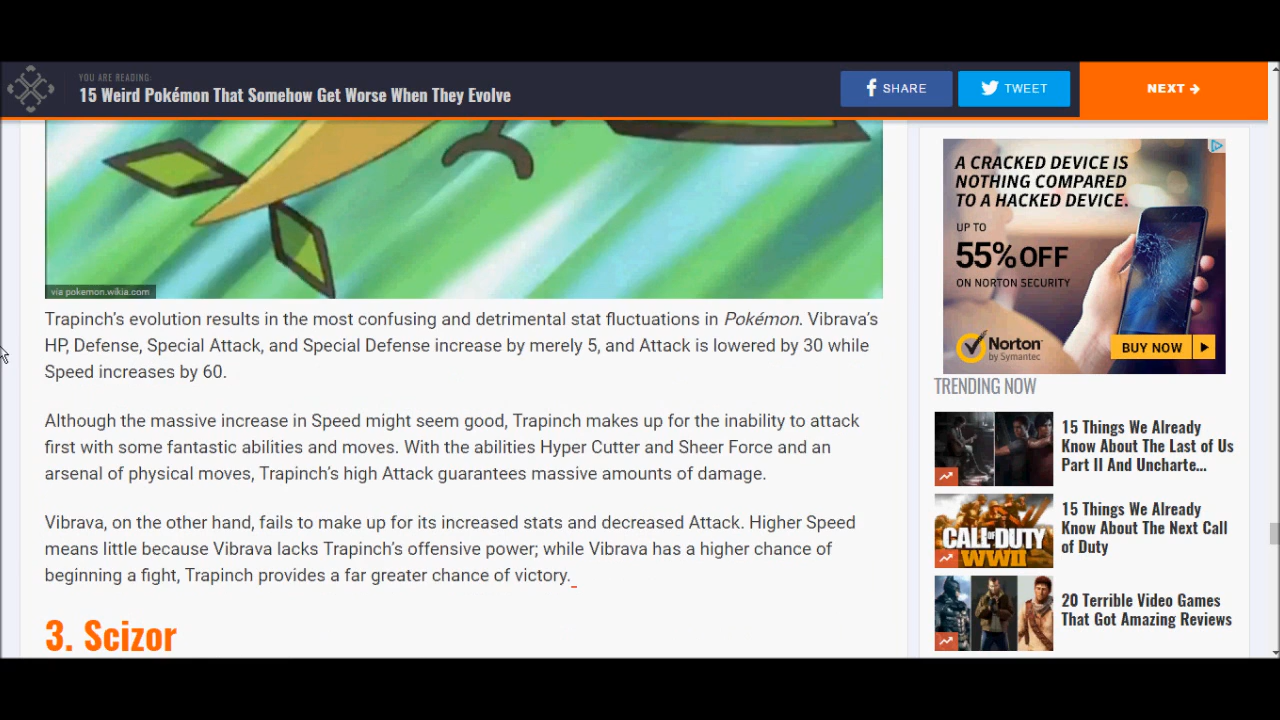 YOU ARE READING:
15 Weird Pokémon That Somehow Get Worse When They Evolve
SHARE
TWEET
NEXT
via pokemon.wikia.com
Trapinch's evolution results in the most confusing and detrimental stat fluctuations in Pokémon. Vibrava's
HP, Defense, Special Attack, and Special Defense increase by merely 5, and Attack is lowered by 30 while
Speed increases by 60.
Although the massive increase in Speed might seem good, Trapinch makes up for the inability to attack
first with some fantastic abilities and moves. With the abilities Hyper Cutter and Sheer Force and an
arsenal of physical moves, Trapinch's high Attack guarantees massive amounts of damage.
Vibrava, on the other hand, fails to make up for its increased stats and decreased Attack. Higher Speed
means little because Vibrava lacks Trapinch's offensive power; while Vibrava has a higher chance of
beginning a fight, Trapinch provides a far greater chance of victory.
3. Scizor
A CRACKED DEVICE IS
NOTHING COMPARED
TO A HACKED DEVICE.
UP TO
55% OFF
ON NORTON SECURITY
Norton
by Symantec
BUY NOW
TRENDING NOW
15 Things We Already
Know About The Last of Us
Part II And Uncharte...
CALL OF DUTY
WWII
15 Things We Already
Know About The Next Call
of Duty
20 Terrible Video Games
That Got Amazing Reviews